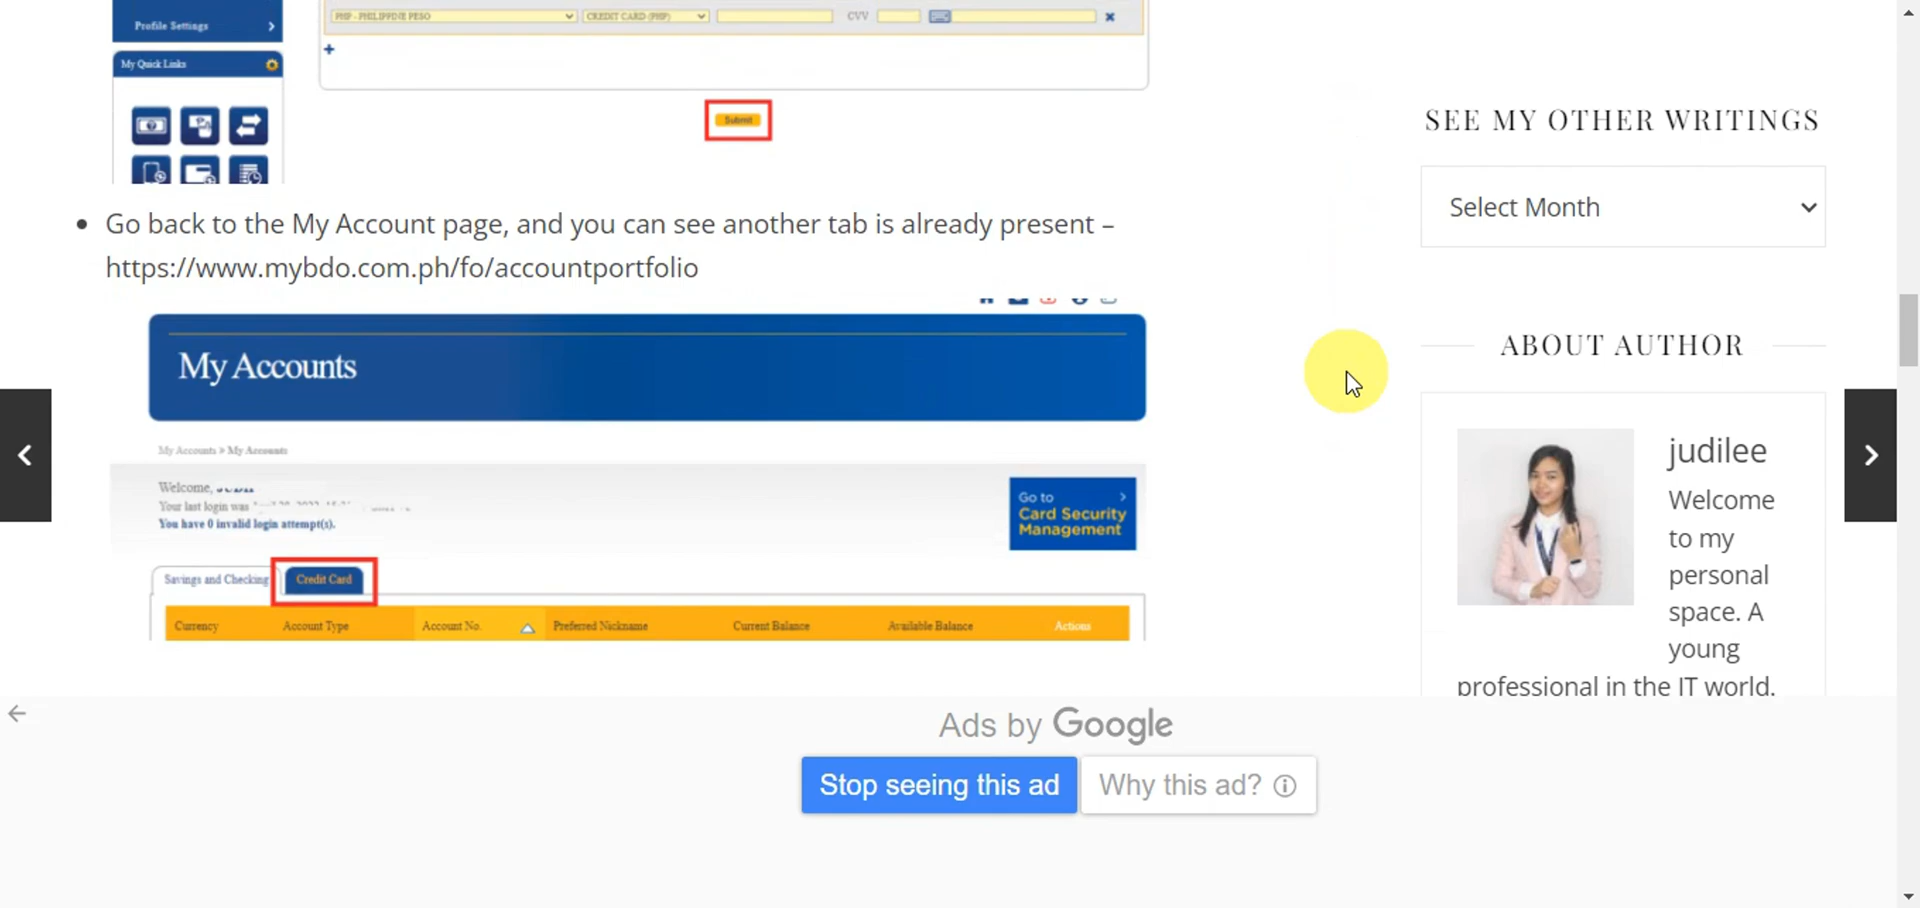 Profile Settings
PHP - PHILIPPINE PESO
CREDIT CARD (PHP)
CVV
My Quick Links
Submit
SEE MY OTHER WRITINGS
Select Month
• Go back to the My Account page, and you can see another tab is already present –
https://www.mybdo.com.ph/fo/accountportfolio
My Accounts
My Accounts > My Accounts
Welcome,
Your last login was
You have 0 invalid login attempt(s).
Go to
Card Security
Management
Savings and Checking
Credit Card
Currency
Account Type
Account No.
Preferred Nickname
Current Balance
Available Balance
Actions
ABOUT AUTHOR
judilee
Welcome
to my
personal
space. A
young
professional in the IT world.
Ads by Google
Stop seeing this ad
Why this ad?